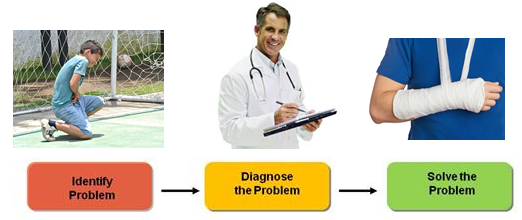 Identify
Problem
Diagnose
the Problem
Solve the
Problem